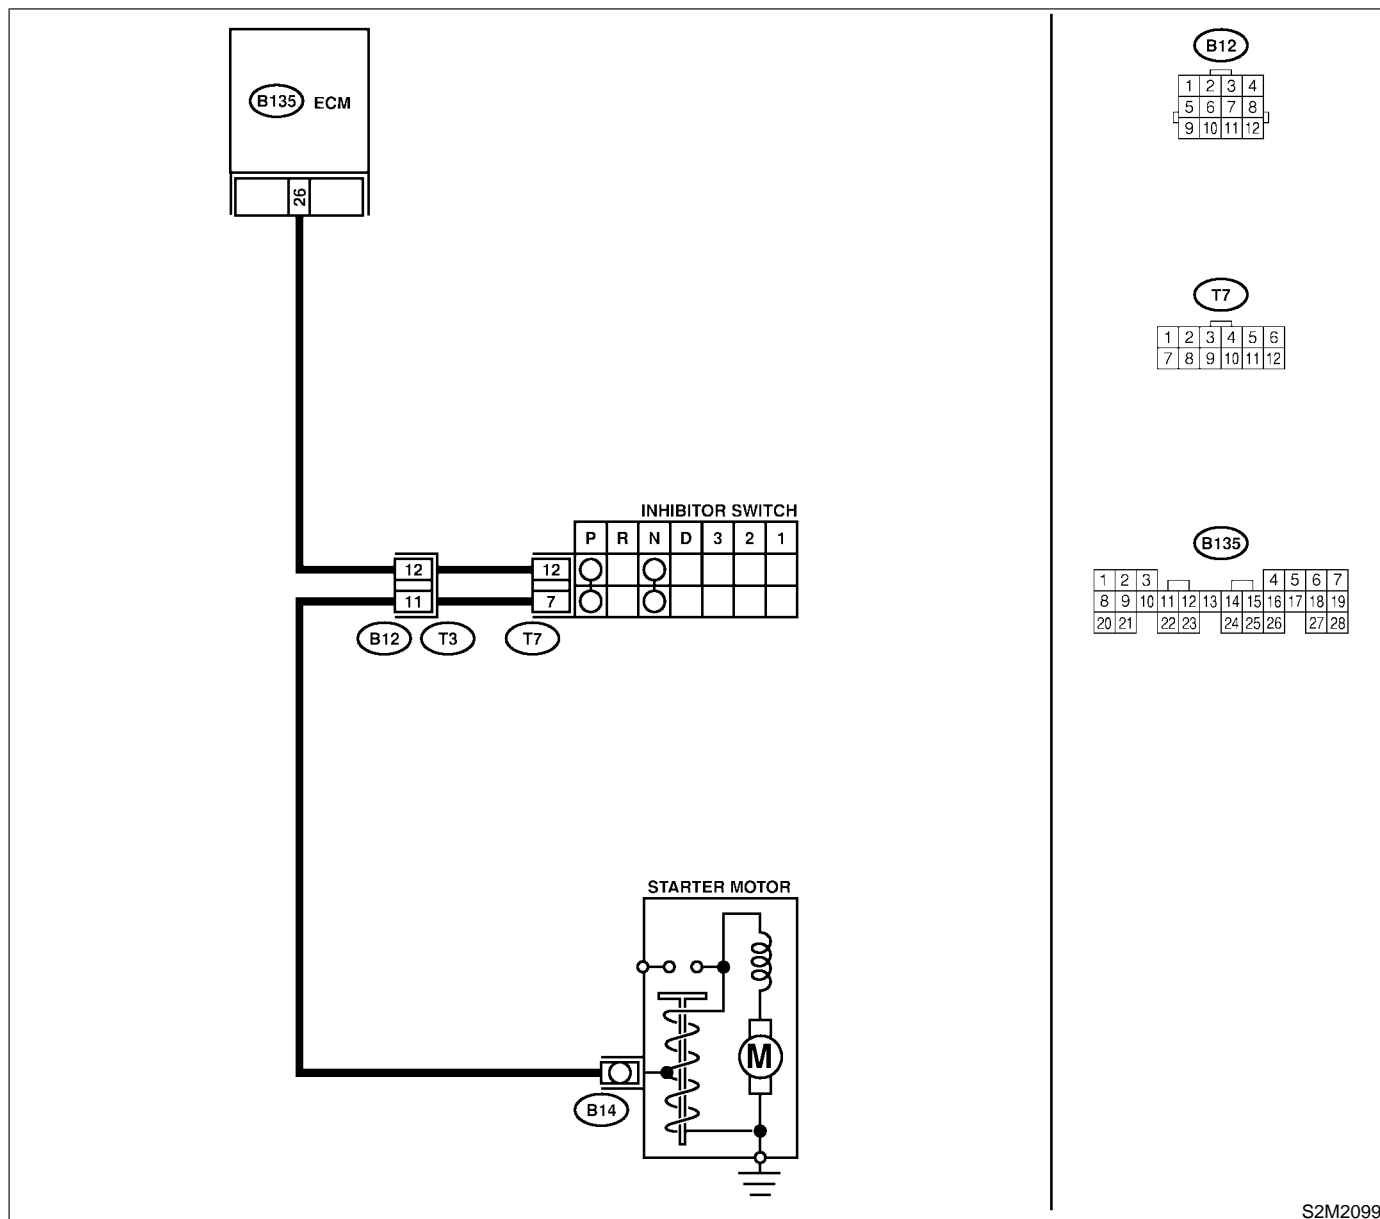 B135 ECM
26
INHIBITOR SWITCH
P R N D 3 2 1
12 12
11 7
B12 T3 T7
STARTER MOTOR
M
B14
B12
1 2 3 4
5 6 7 8
9 10 11 12
T7
1 2 3 4 5 6
7 8 9 10 11 12
B135
1 2 3 4 5 6 7
8 9 10 11 12 13 14 15 16 17 18 19
20 21 22 23 24 25 26 27 28
S2M2099